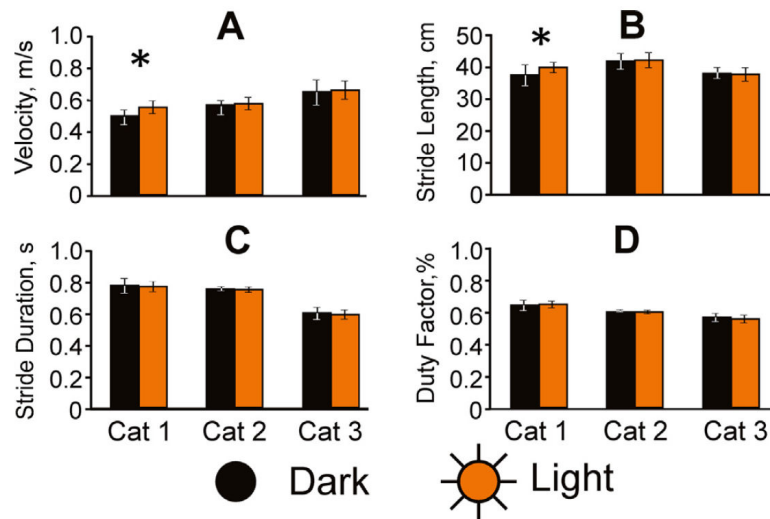 A
*
Velocity, m/s
1.0
0.8
0.6
0.4
0.2
0
B
*
Stride Length, cm
50
40
30
20
10
0
C
Stride Duration, s
1.0
0.8
0.6
0.4
0.2
0
Cat 1 Cat 2 Cat 3
D
Duty Factor,%
1.0
0.8
0.6
0.4
0.2
0
Cat 1 Cat 2 Cat 3
Dark Light